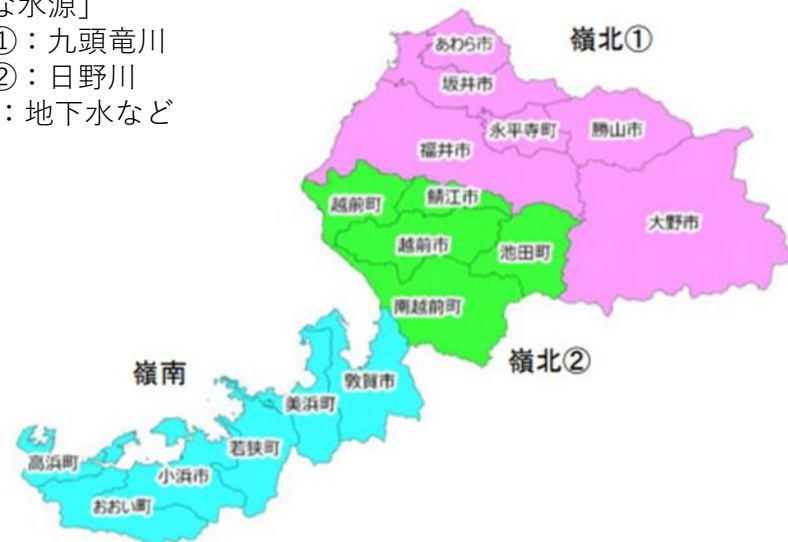 な水源」
①：九頭竜川
②：日野川
：地下水など
嶺北①
あわら市
坂井市
永平寺町
勝山市
福井市
大野市
越前町
鯖江市
越前市
池田町
南越前町
嶺北②
嶺南
敦賀市
美浜町
若狭町
高浜町
小浜市
おおい町